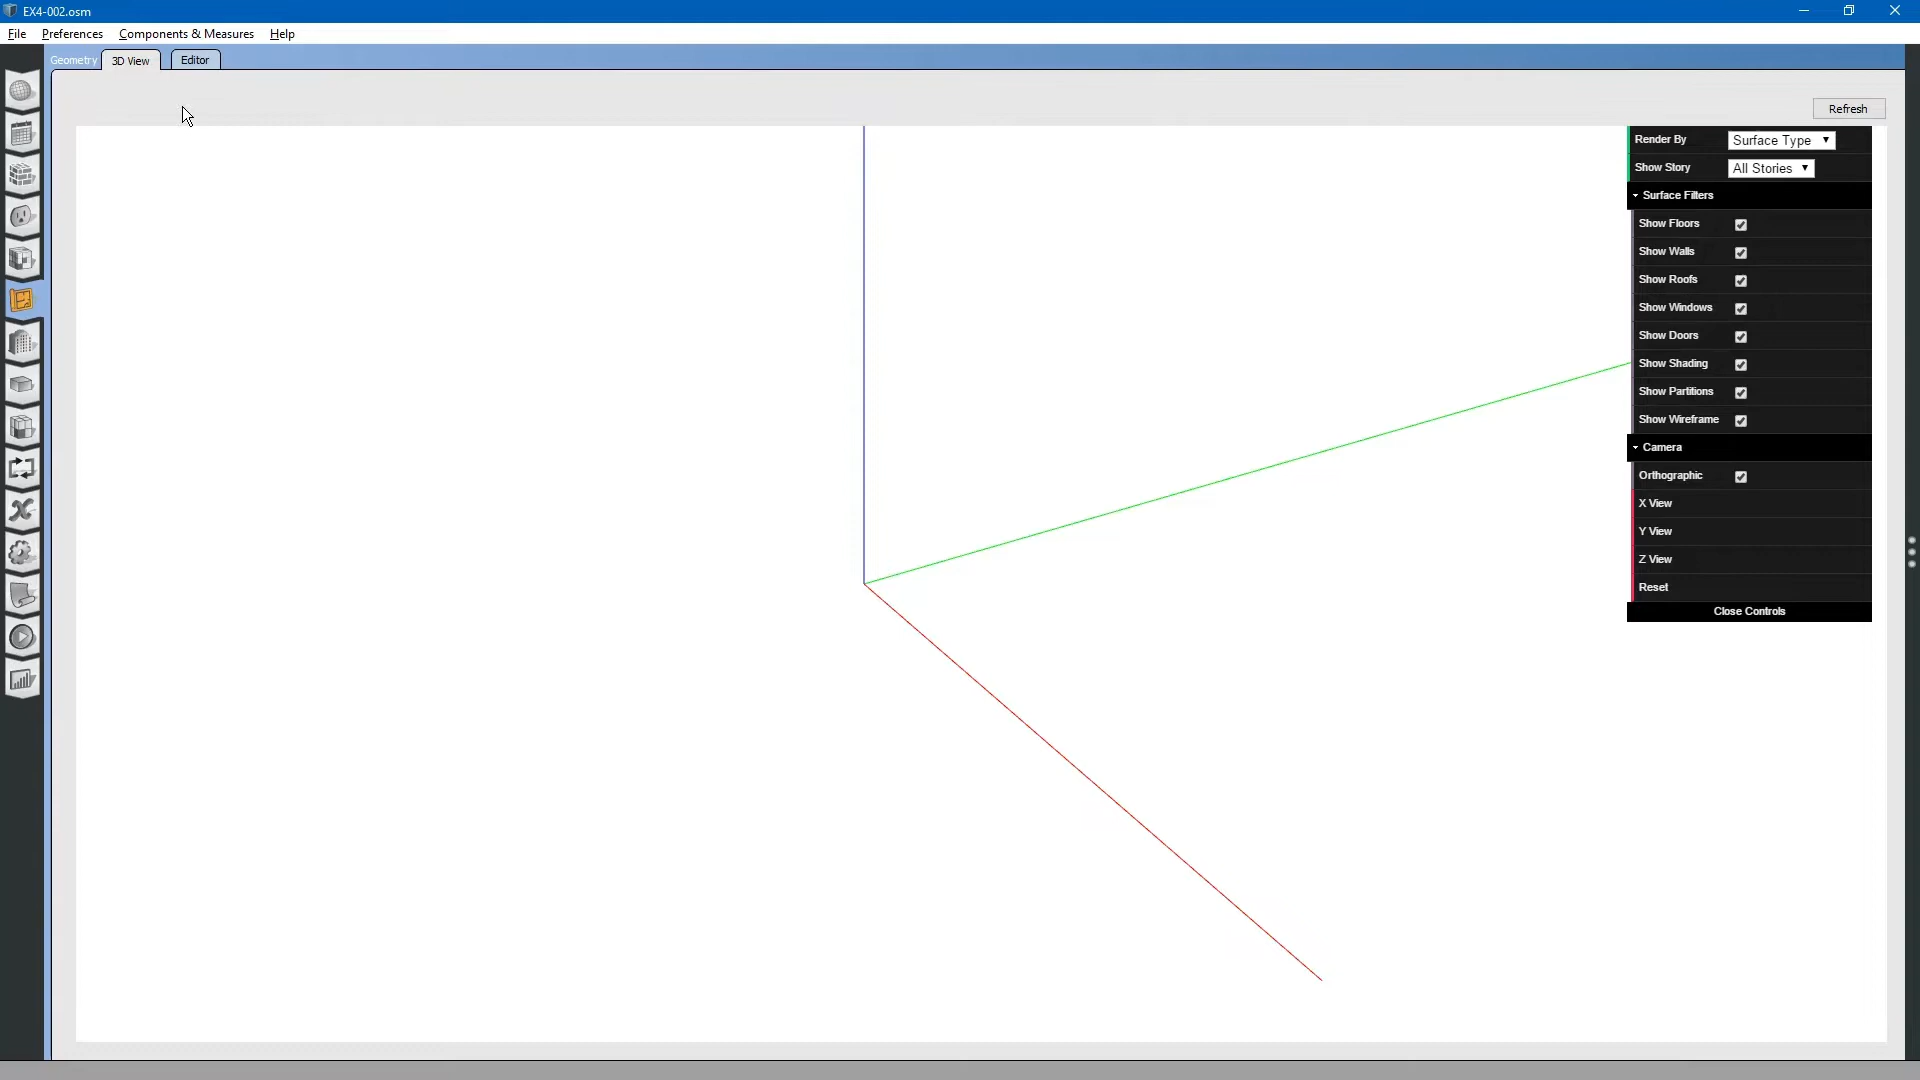 EX4-002.osm
File Preferences Components & Measures Help
Geometry 3D View Editor
Refresh
Render By Surface Type
Show Story All Stories
Surface Filters
Show Floors
Show Walls
Show Roofs
Show Windows
Show Doors
Show Shading
Show Partitions
Show Wireframe
Camera
Orthographic
X View
Y View
Z View
Reset
Close Controls